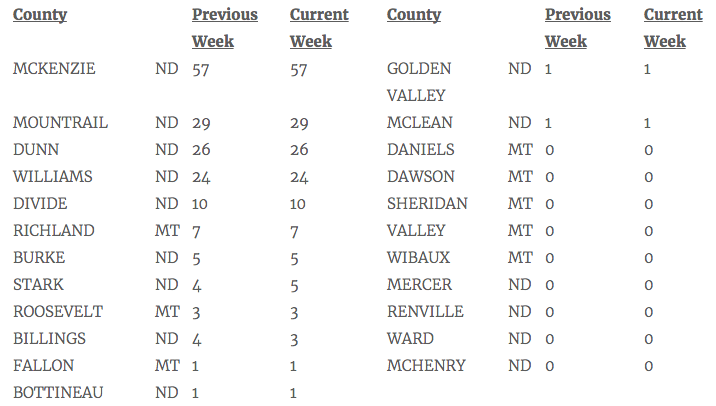 County Previous Current County Previous Current
Week Week Week Week
MCKENZIE ND 57 57 GOLDEN ND 1 1
VALLEY
MOUNTRAIL ND 29 29 MCLEAN ND 1 1
DUNN ND 26 26 DANIELS MT 0 0
WILLIAMS ND 24 24 DAWSON MT 0 0
DIVIDE ND 10 10 SHERIDAN MT 0 0
RICHLAND MT 7 7 VALLEY MT 0 0
BURKE ND 5 5 WIBAUX MT 0 0
STARK ND 4 5 MERCER ND 0 0
ROOSEVELT MT 3 3 RENVILLE ND 0 0
BILLINGS ND 4 3 WARD ND 0 0
FALLON MT 1 1 MCHENRY ND 0 0
BOTTINEAU ND 1 1